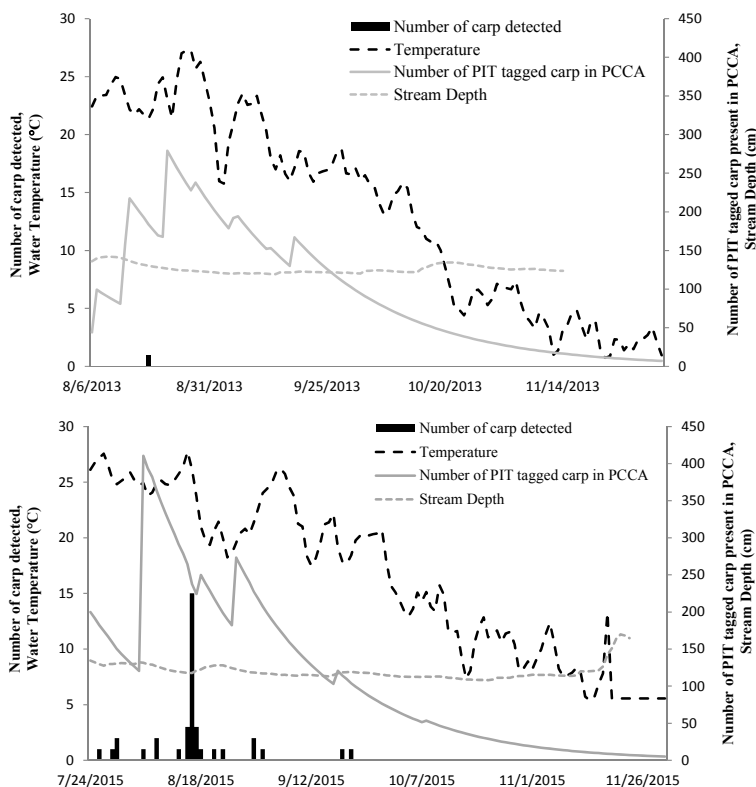 Number of carp detected
Temperature
Number of PIT tagged carp in PCCA
Stream Depth
Number of carp detected,
Water Temperature (°C)
30
25
20
15
10
5
0
450
400
350
300
250
200
150
100
50
0
Number of PIT tagged carp present in PCCA,
Stream Depth (cm)
8/6/2013 8/31/2013 9/25/2013 10/20/2013 11/14/2013
Number of carp detected
Temperature
Number of PIT tagged carp in PCCA
Stream Depth
Number of carp detected,
Water Temperature (°C)
30
25
20
15
10
5
0
450
400
350
300
250
200
150
100
50
0
Number of PIT tagged carp present in PCCA,
Stream Depth (cm)
7/24/2015 8/18/2015 9/12/2015 10/7/2015 11/1/2015 11/26/2015